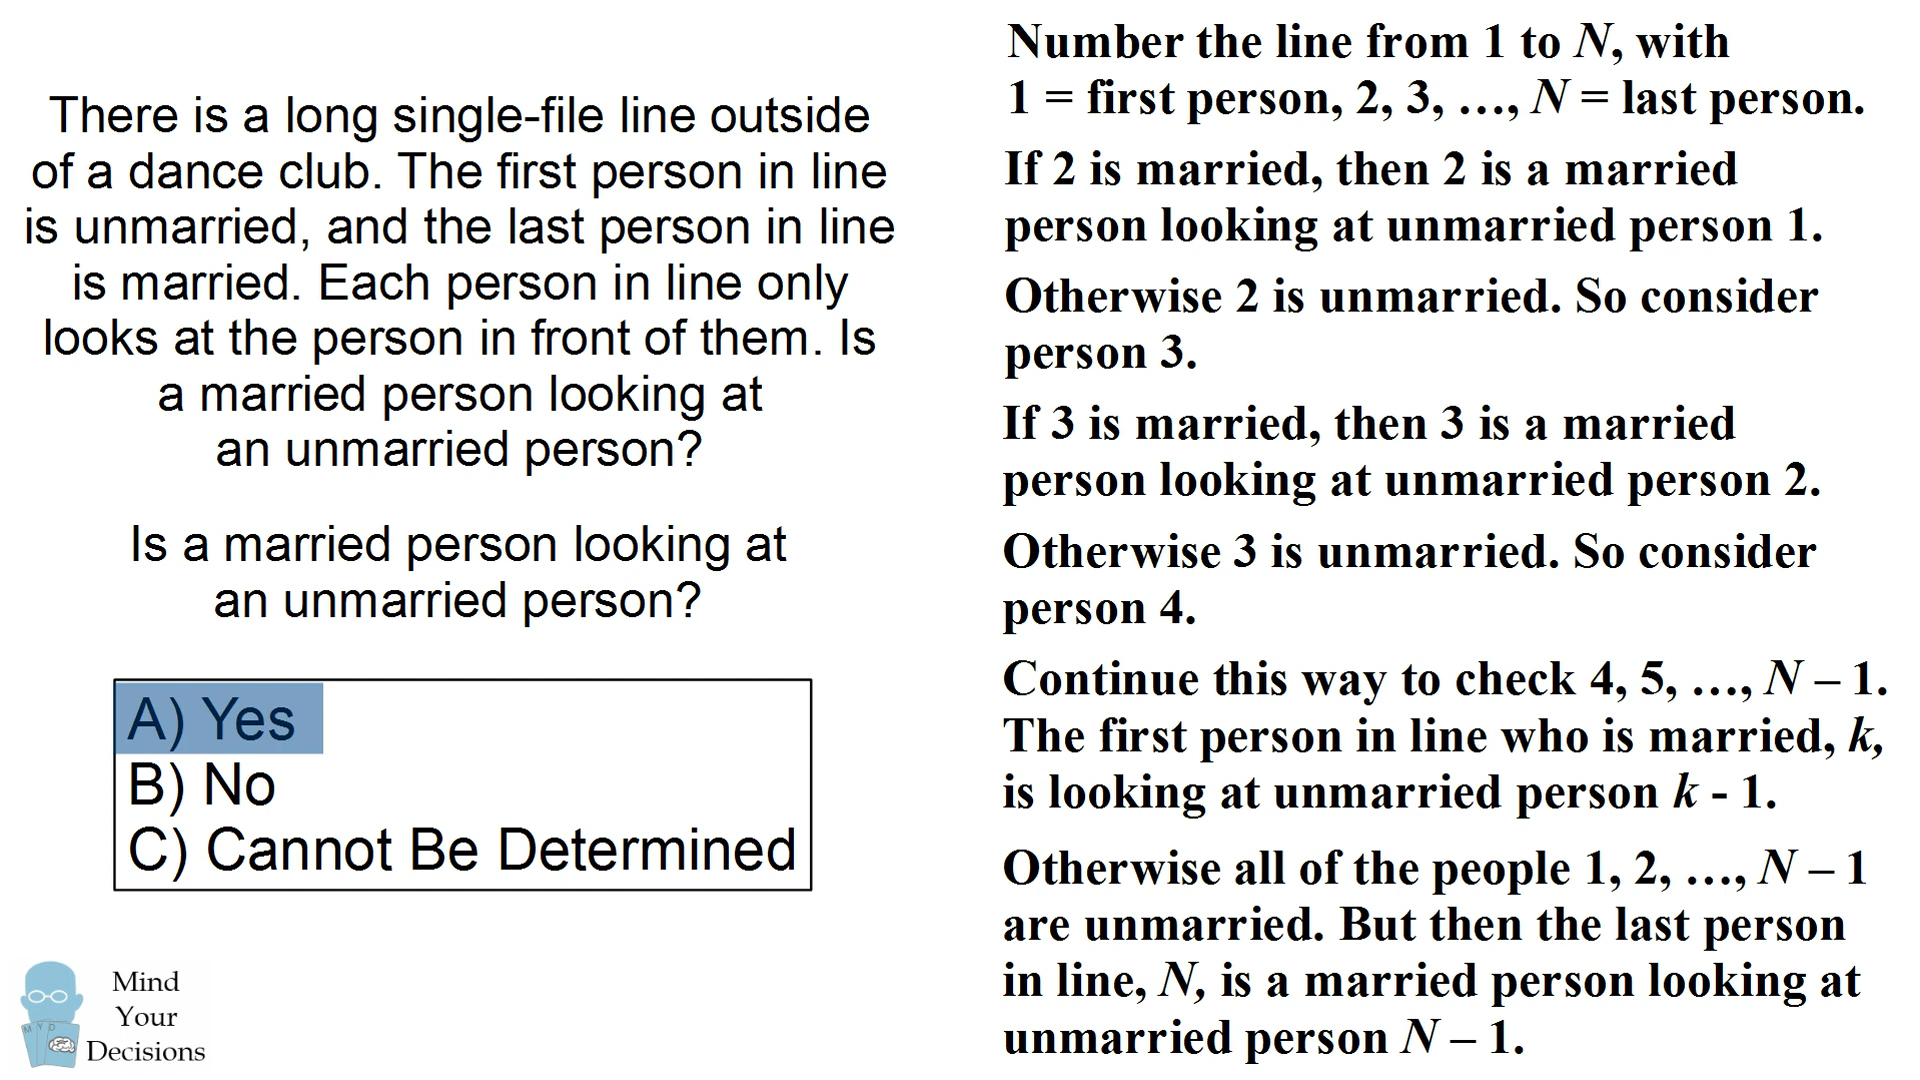 There is a long single-file line outside
of a dance club. The first person in line
is unmarried, and the last person in line
is married. Each person in line only
looks at the person in front of them. Is
a married person looking at
an unmarried person?
Is a married person looking at
an unmarried person?
A) Yes
B) No
C) Cannot Be Determined
M Y D
Mind
Your
Decisions
Number the line from 1 to N, with
1 = first person, 2, 3, …, N = last person.
If 2 is married, then 2 is a married
person looking at unmarried person 1.
Otherwise 2 is unmarried. So consider
person 3.
If 3 is married, then 3 is a married
person looking at unmarried person 2.
Otherwise 3 is unmarried. So consider
person 4.
Continue this way to check 4, 5, …, N – 1.
The first person in line who is married, k,
is looking at unmarried person k - 1.
Otherwise all of the people 1, 2, …, N – 1
are unmarried. But then the last person
in line, N, is a married person looking at
unmarried person N – 1.